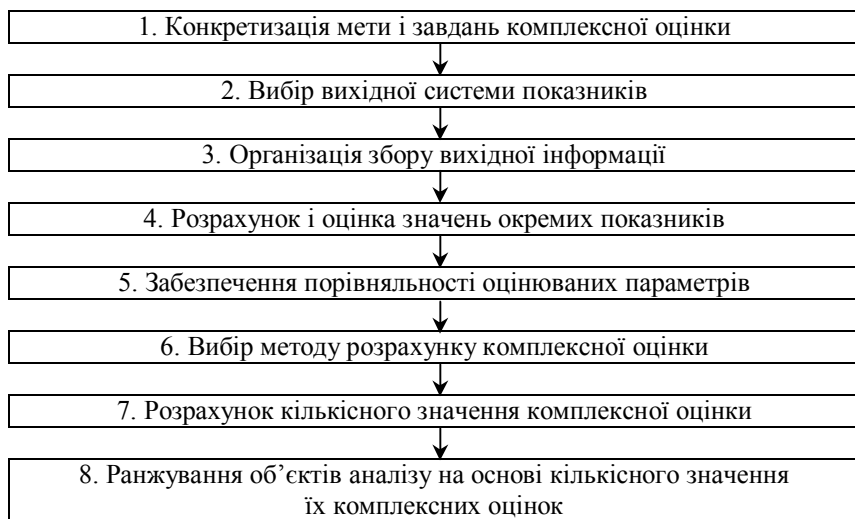 1. Конкретизація мети і завдань комплексної оцінки
2. Вибір вихідної системи показників
3. Організація збору вихідної інформації
4. Розрахунок і оцінка значень окремих показників
5. Забезпечення порівняльності оцінюваних параметрів
6. Вибір методу розрахунку комплексної оцінки
7. Розрахунок кількісного значення комплексної оцінки
8. Ранжування об’єктів аналізу на основі кількісного значення
їх комплексних оцінок